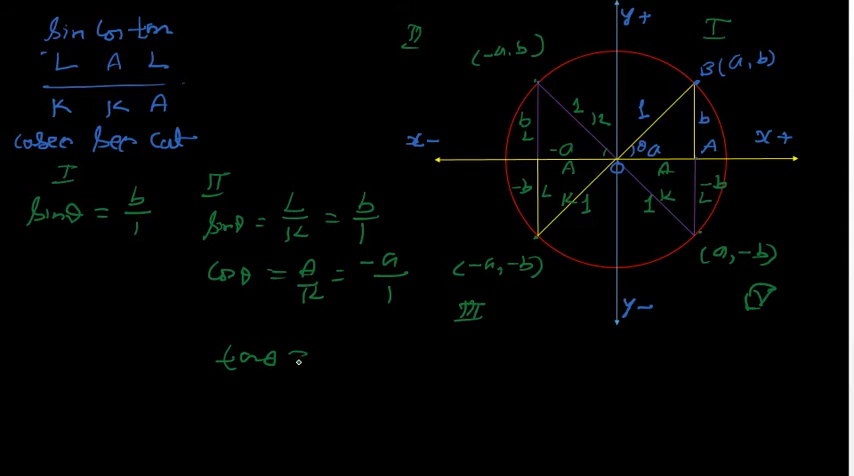 Sin Cos tan
L A L
K K A
cosec Sec Cot
I
Sinθ = b/1
II
Sinθ = L/K = b/1
Cosθ = A/K = -a/1
tanθ =
y+
II
I
(-a, b)
B(a, b)
1 K
1
b
L
b
x-
-a
θ a
A
x+
A
O
A
-b
L
K 1
1 K
-b
L
(-a, -b)
(a, -b)
III
IV
y-